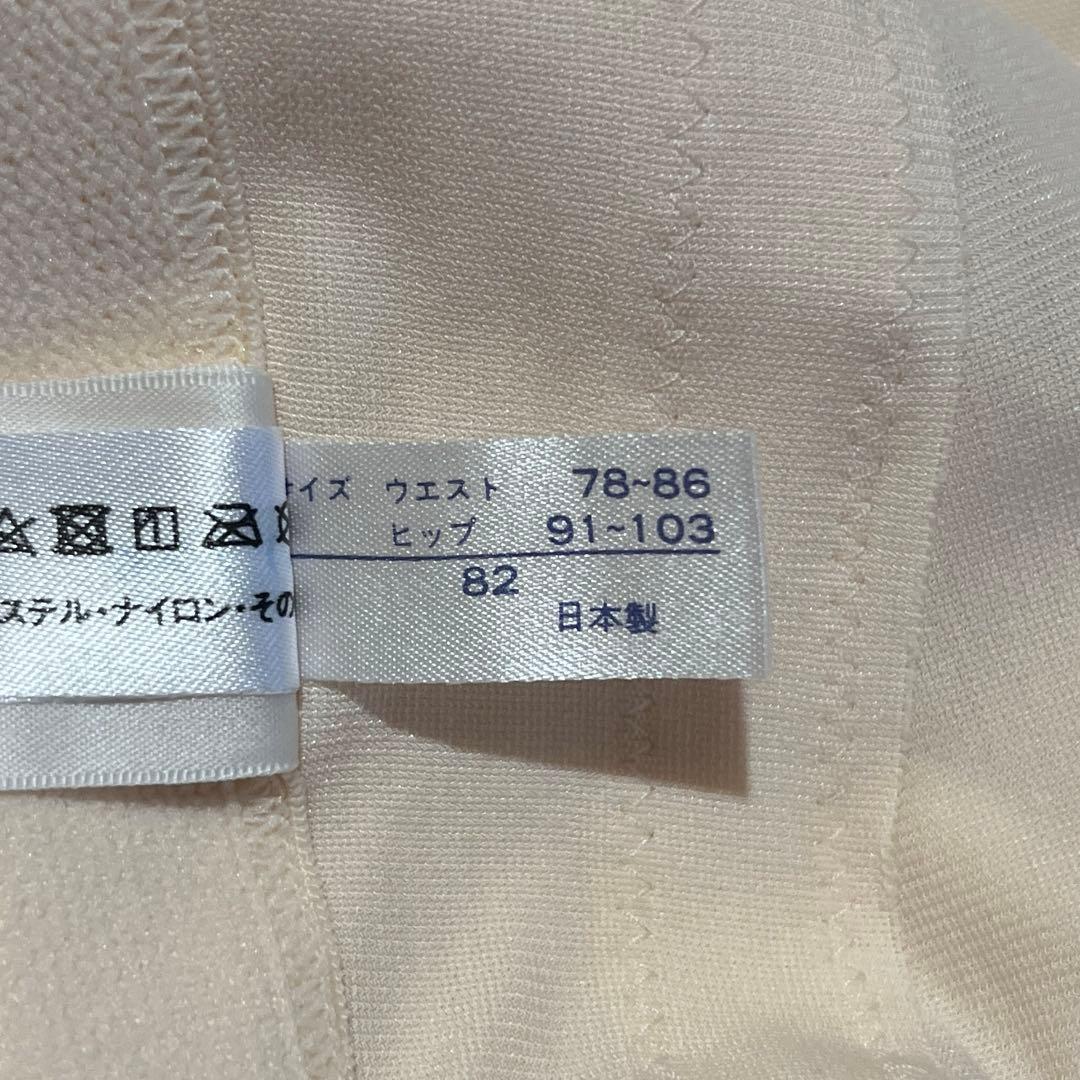 サイズ ウエスト 78~86
ヒップ 91~103
82
日本製
ステル・ナイロン・その